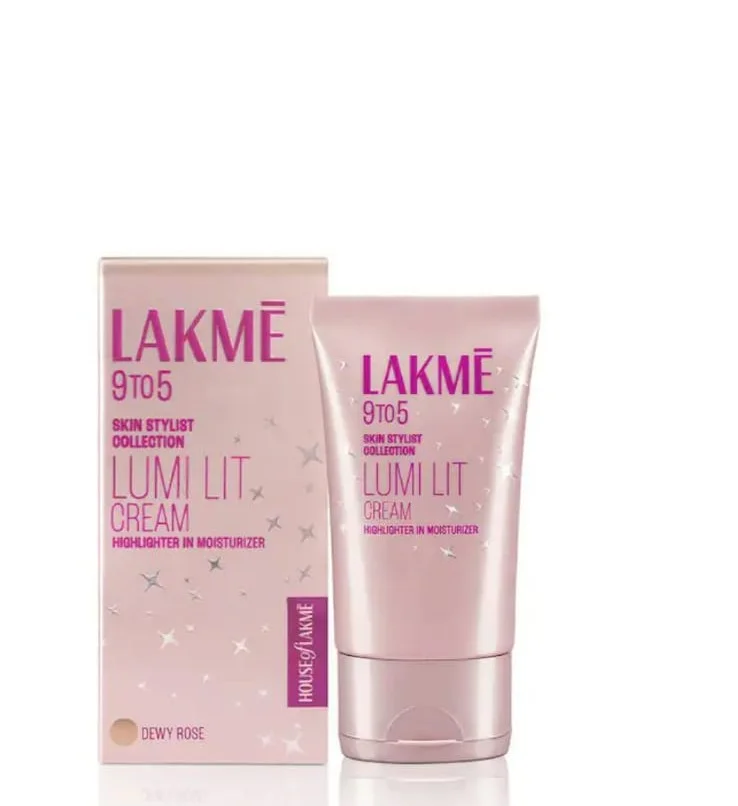 LAKMĒ
9TO5
SKIN STYLIST
COLLECTION
LUMI LIT
CREAM
HIGHLIGHTER IN MOISTURIZER
HOUSE of LAKMĒ
DEWY ROSE
LAKMĒ
9TO5
SKIN STYLIST
COLLECTION
LUMI LIT
CREAM
HIGHLIGHTER IN MOISTURIZER